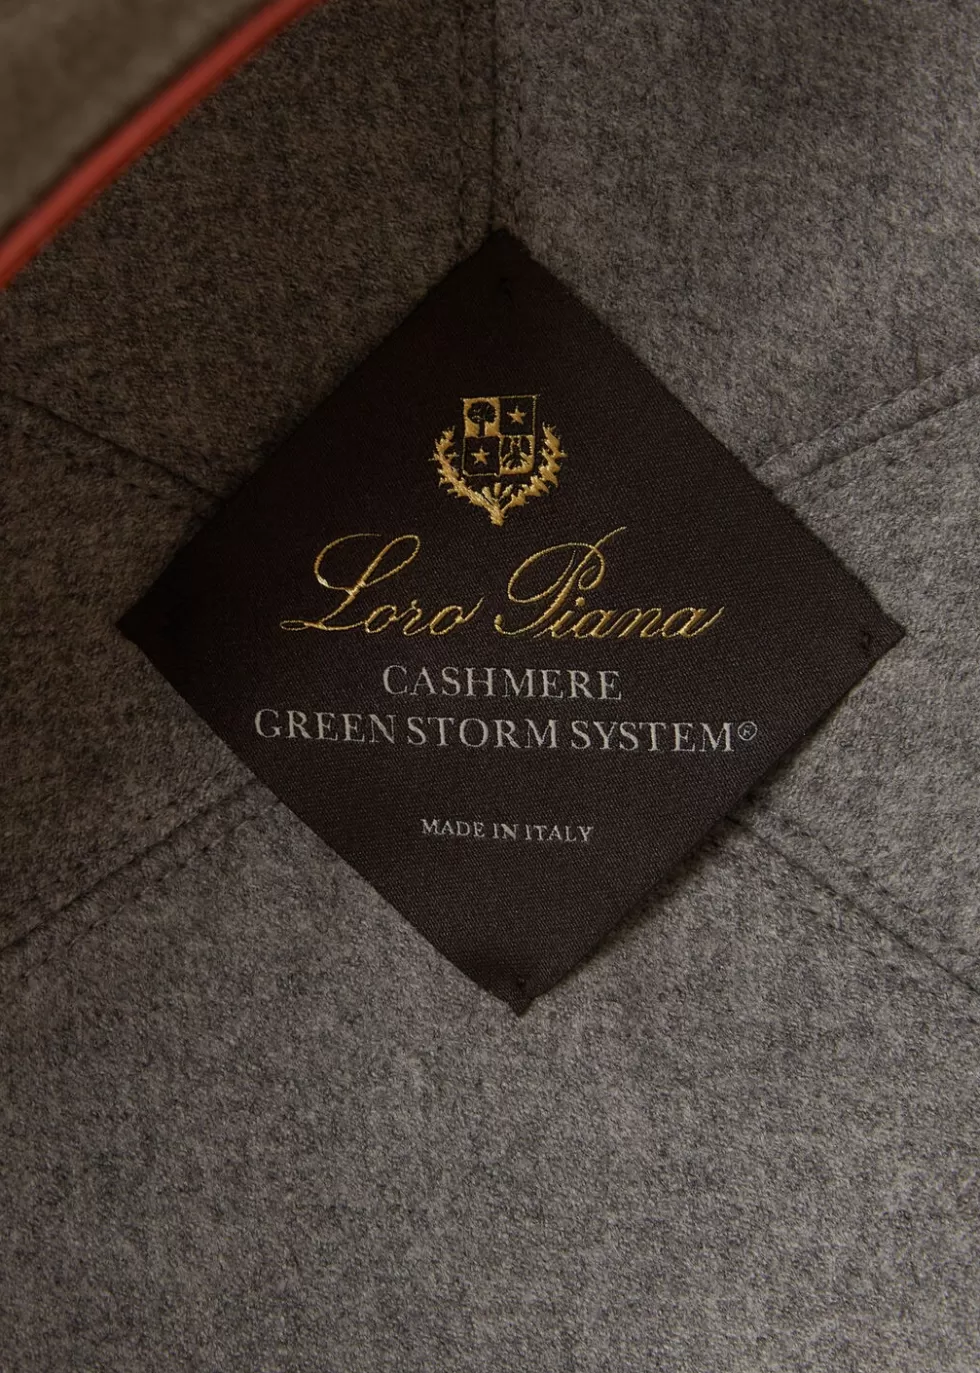 Loro Piana
CASHMERE
GREEN STORM SYSTEM®
MADE IN ITALY